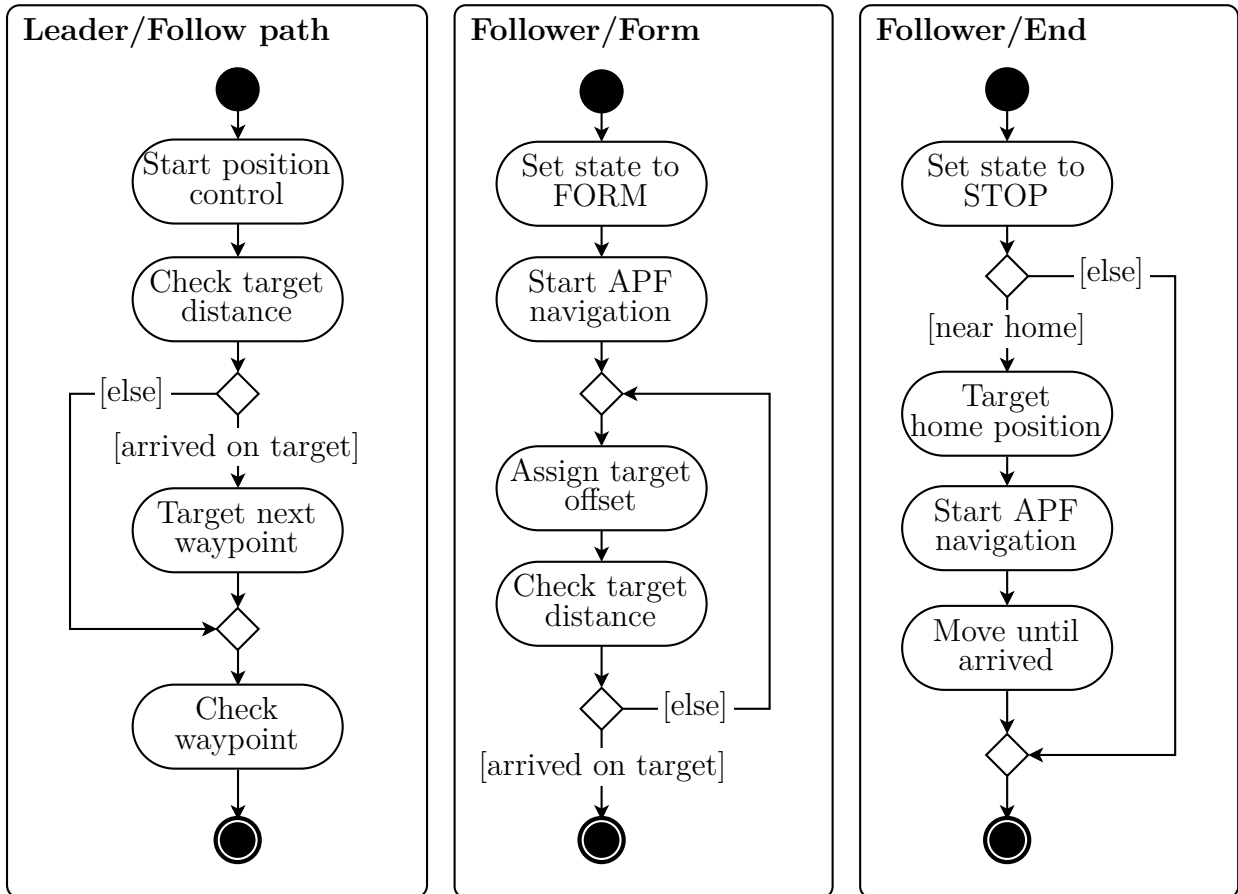 Leader/Follow path
Start position
control
Check target
distance
[else]
[arrived on target]
Target next
waypoint
Check
waypoint
Follower/Form
Set state to
FORM
Start APF
navigation
Assign target
offset
Check target
distance
[else]
[arrived on target]
Follower/End
Set state to
STOP
[else]
[near home]
Target
home position
Start APF
navigation
Move until
arrived